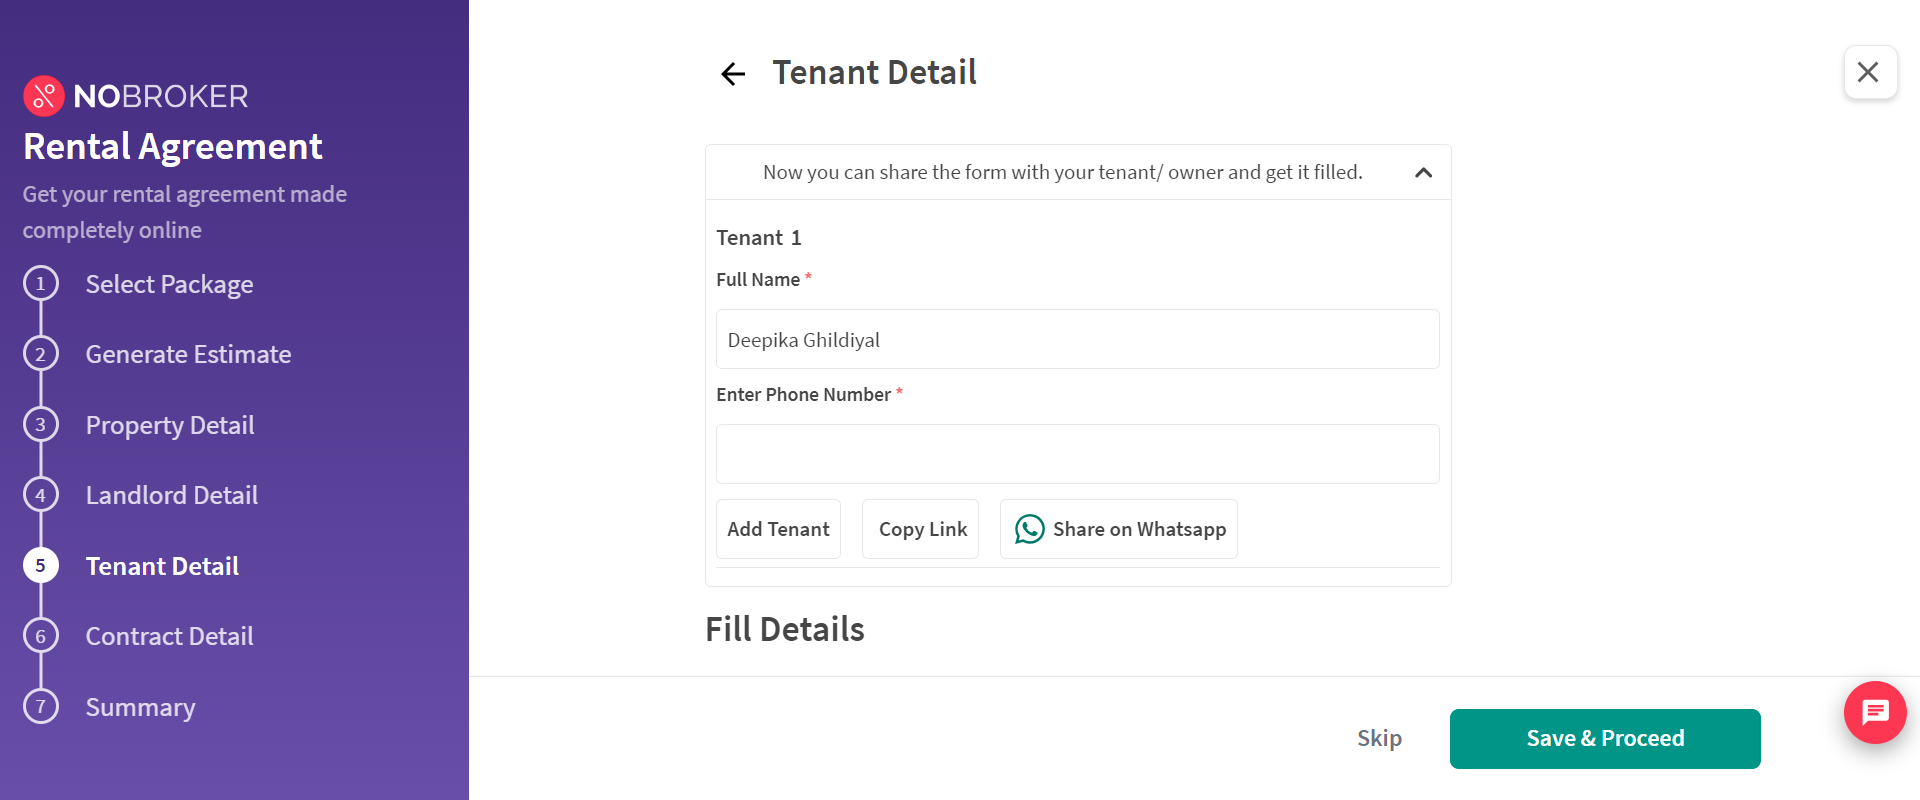 NOBROKER
Rental Agreement
Get your rental agreement made
completely online
1 Select Package
2 Generate Estimate
3 Property Detail
4 Landlord Detail
5 Tenant Detail
6 Contract Detail
7 Summary
Tenant Detail
Now you can share the form with your tenant/ owner and get it filled.
Tenant 1
Full Name *
Deepika Ghildiyal
Enter Phone Number *
Add Tenant Copy Link Share on Whatsapp
Fill Details
Skip Save & Proceed